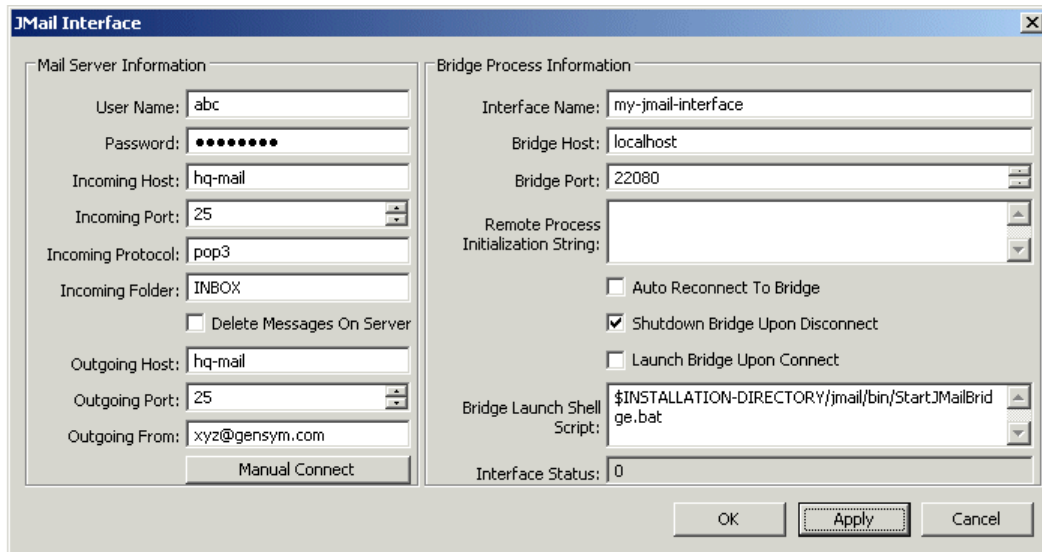 JMail Interface
Mail Server Information
User Name: abc
Password: ●●●●●●●●
Incoming Host: hq-mail
Incoming Port: 25
Incoming Protocol: pop3
Incoming Folder: INBOX
Delete Messages On Server
Outgoing Host: hq-mail
Outgoing Port: 25
Outgoing From: xyz@gensym.com
Manual Connect
Bridge Process Information
Interface Name: my-jmail-interface
Bridge Host: localhost
Bridge Port: 22080
Remote Process
Initialization String:
Auto Reconnect To Bridge
Shutdown Bridge Upon Disconnect
Launch Bridge Upon Connect
Bridge Launch Shell
Script:
$INSTALLATION-DIRECTORY/jmail/bin/StartJMailBrid
ge.bat
Interface Status: 0
OK
Apply
Cancel